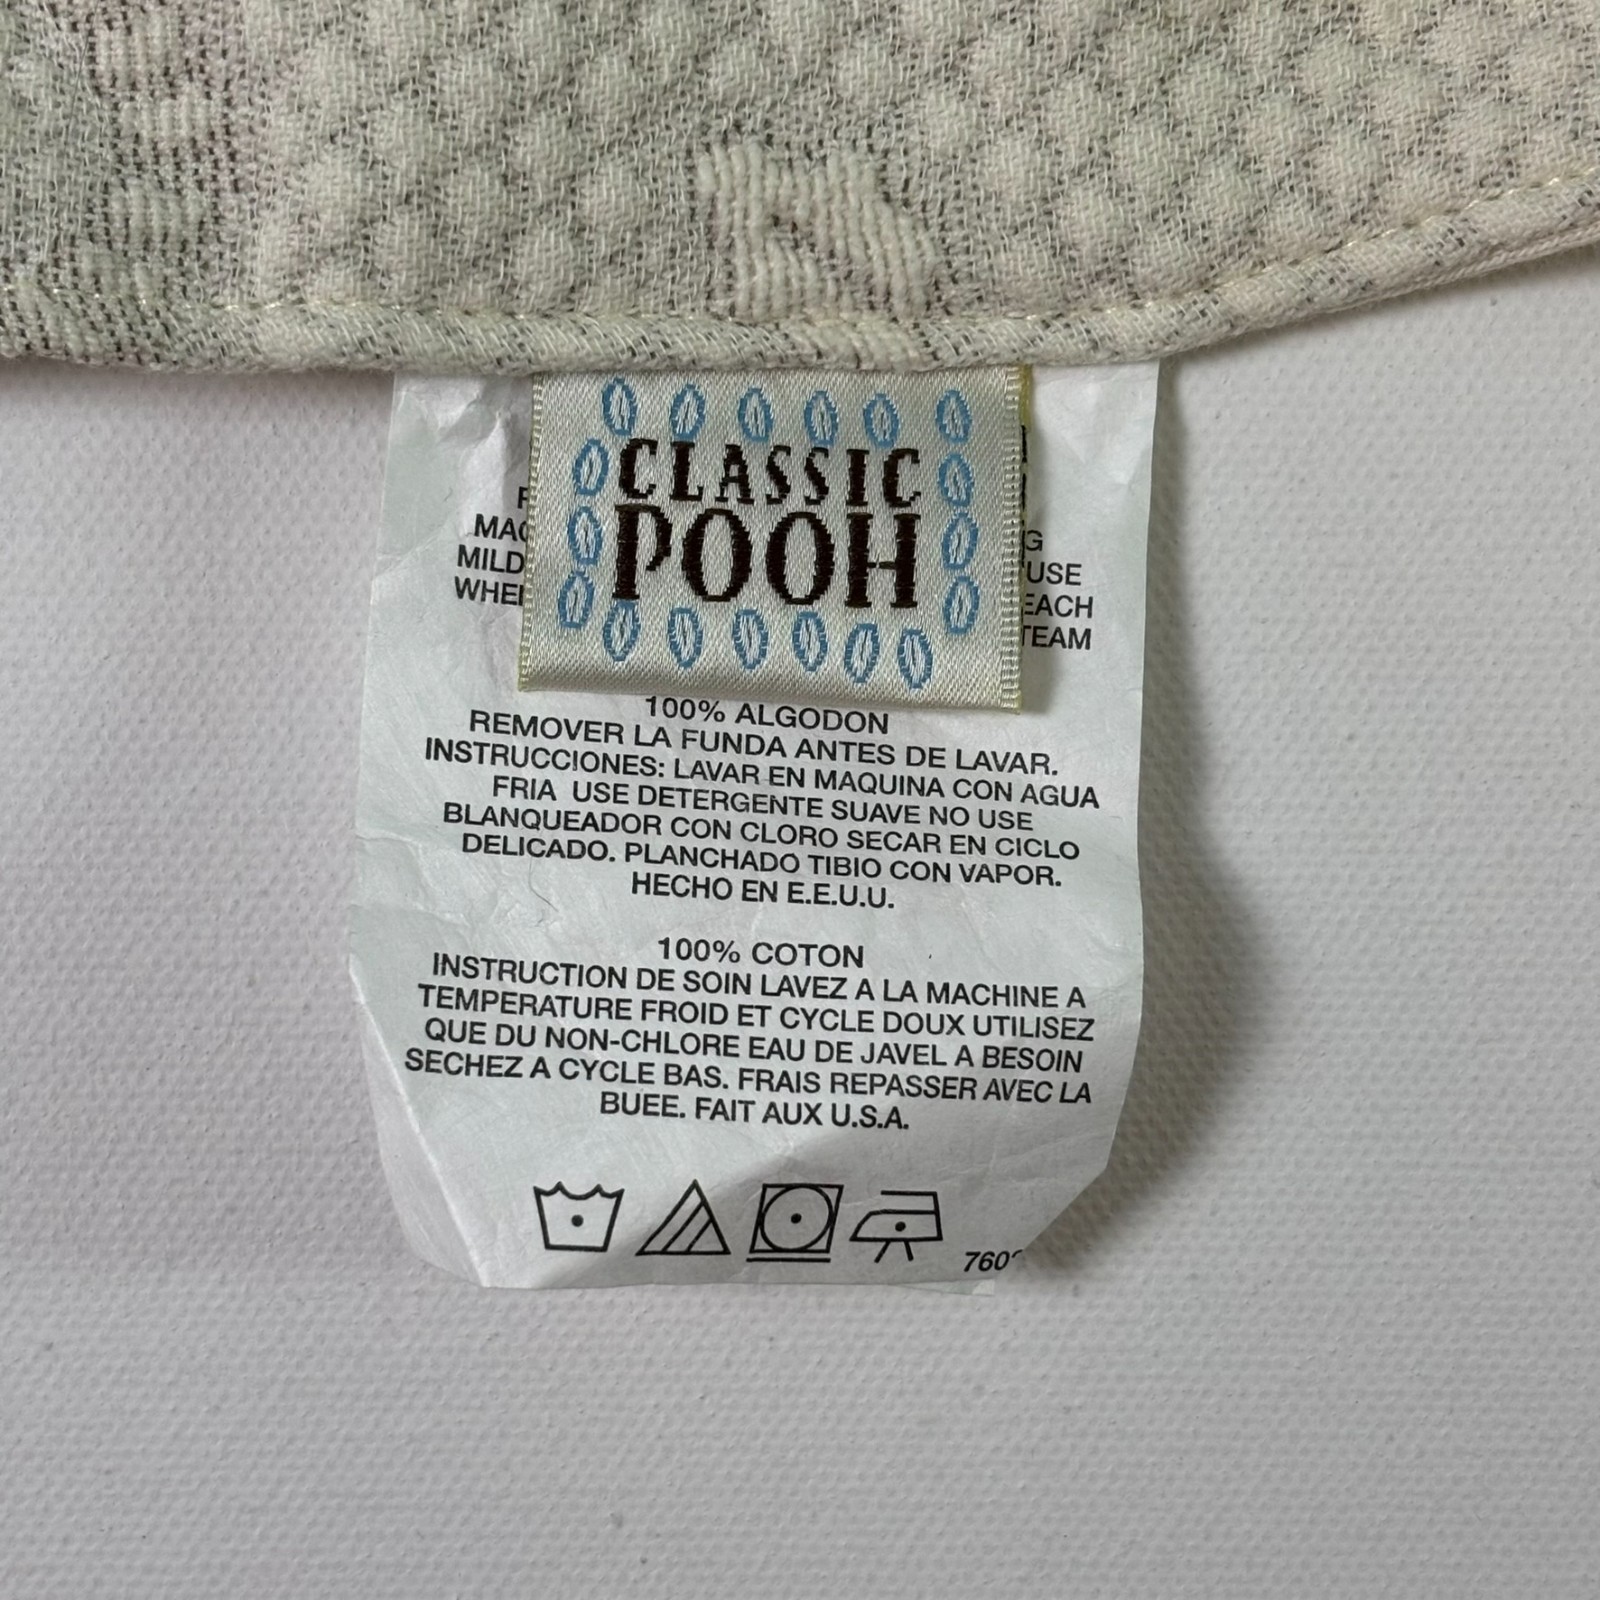 CLASSIC
POOH
MILD
USE
TEAM
100% ALGODON
REMOVER LA FUNDA ANTES DE LAVAR.
INSTRUCCIONES: LAVAR EN MAQUINA CON AGUA
FRIA USE DETERGENTE SUAVE NO USE
BLANQUEADOR CON CLORO SECAR EN CICLO
DELICADO. PLANCHADO TIBIO CON VAPOR.
HECHO EN E.E.U.U.
100% COTON
INSTRUCTION DE SOIN LAVEZ A LA MACHINE A
TEMPERATURE FROID ET CYCLE DOUX UTILISEZ
QUE DU NON-CHLORE EAU DE JAVEL A BESOIN
SECHEZ A CYCLE BAS. FRAIS REPASSER AVEC LA
BUEE. FAIT AUX U.S.A.